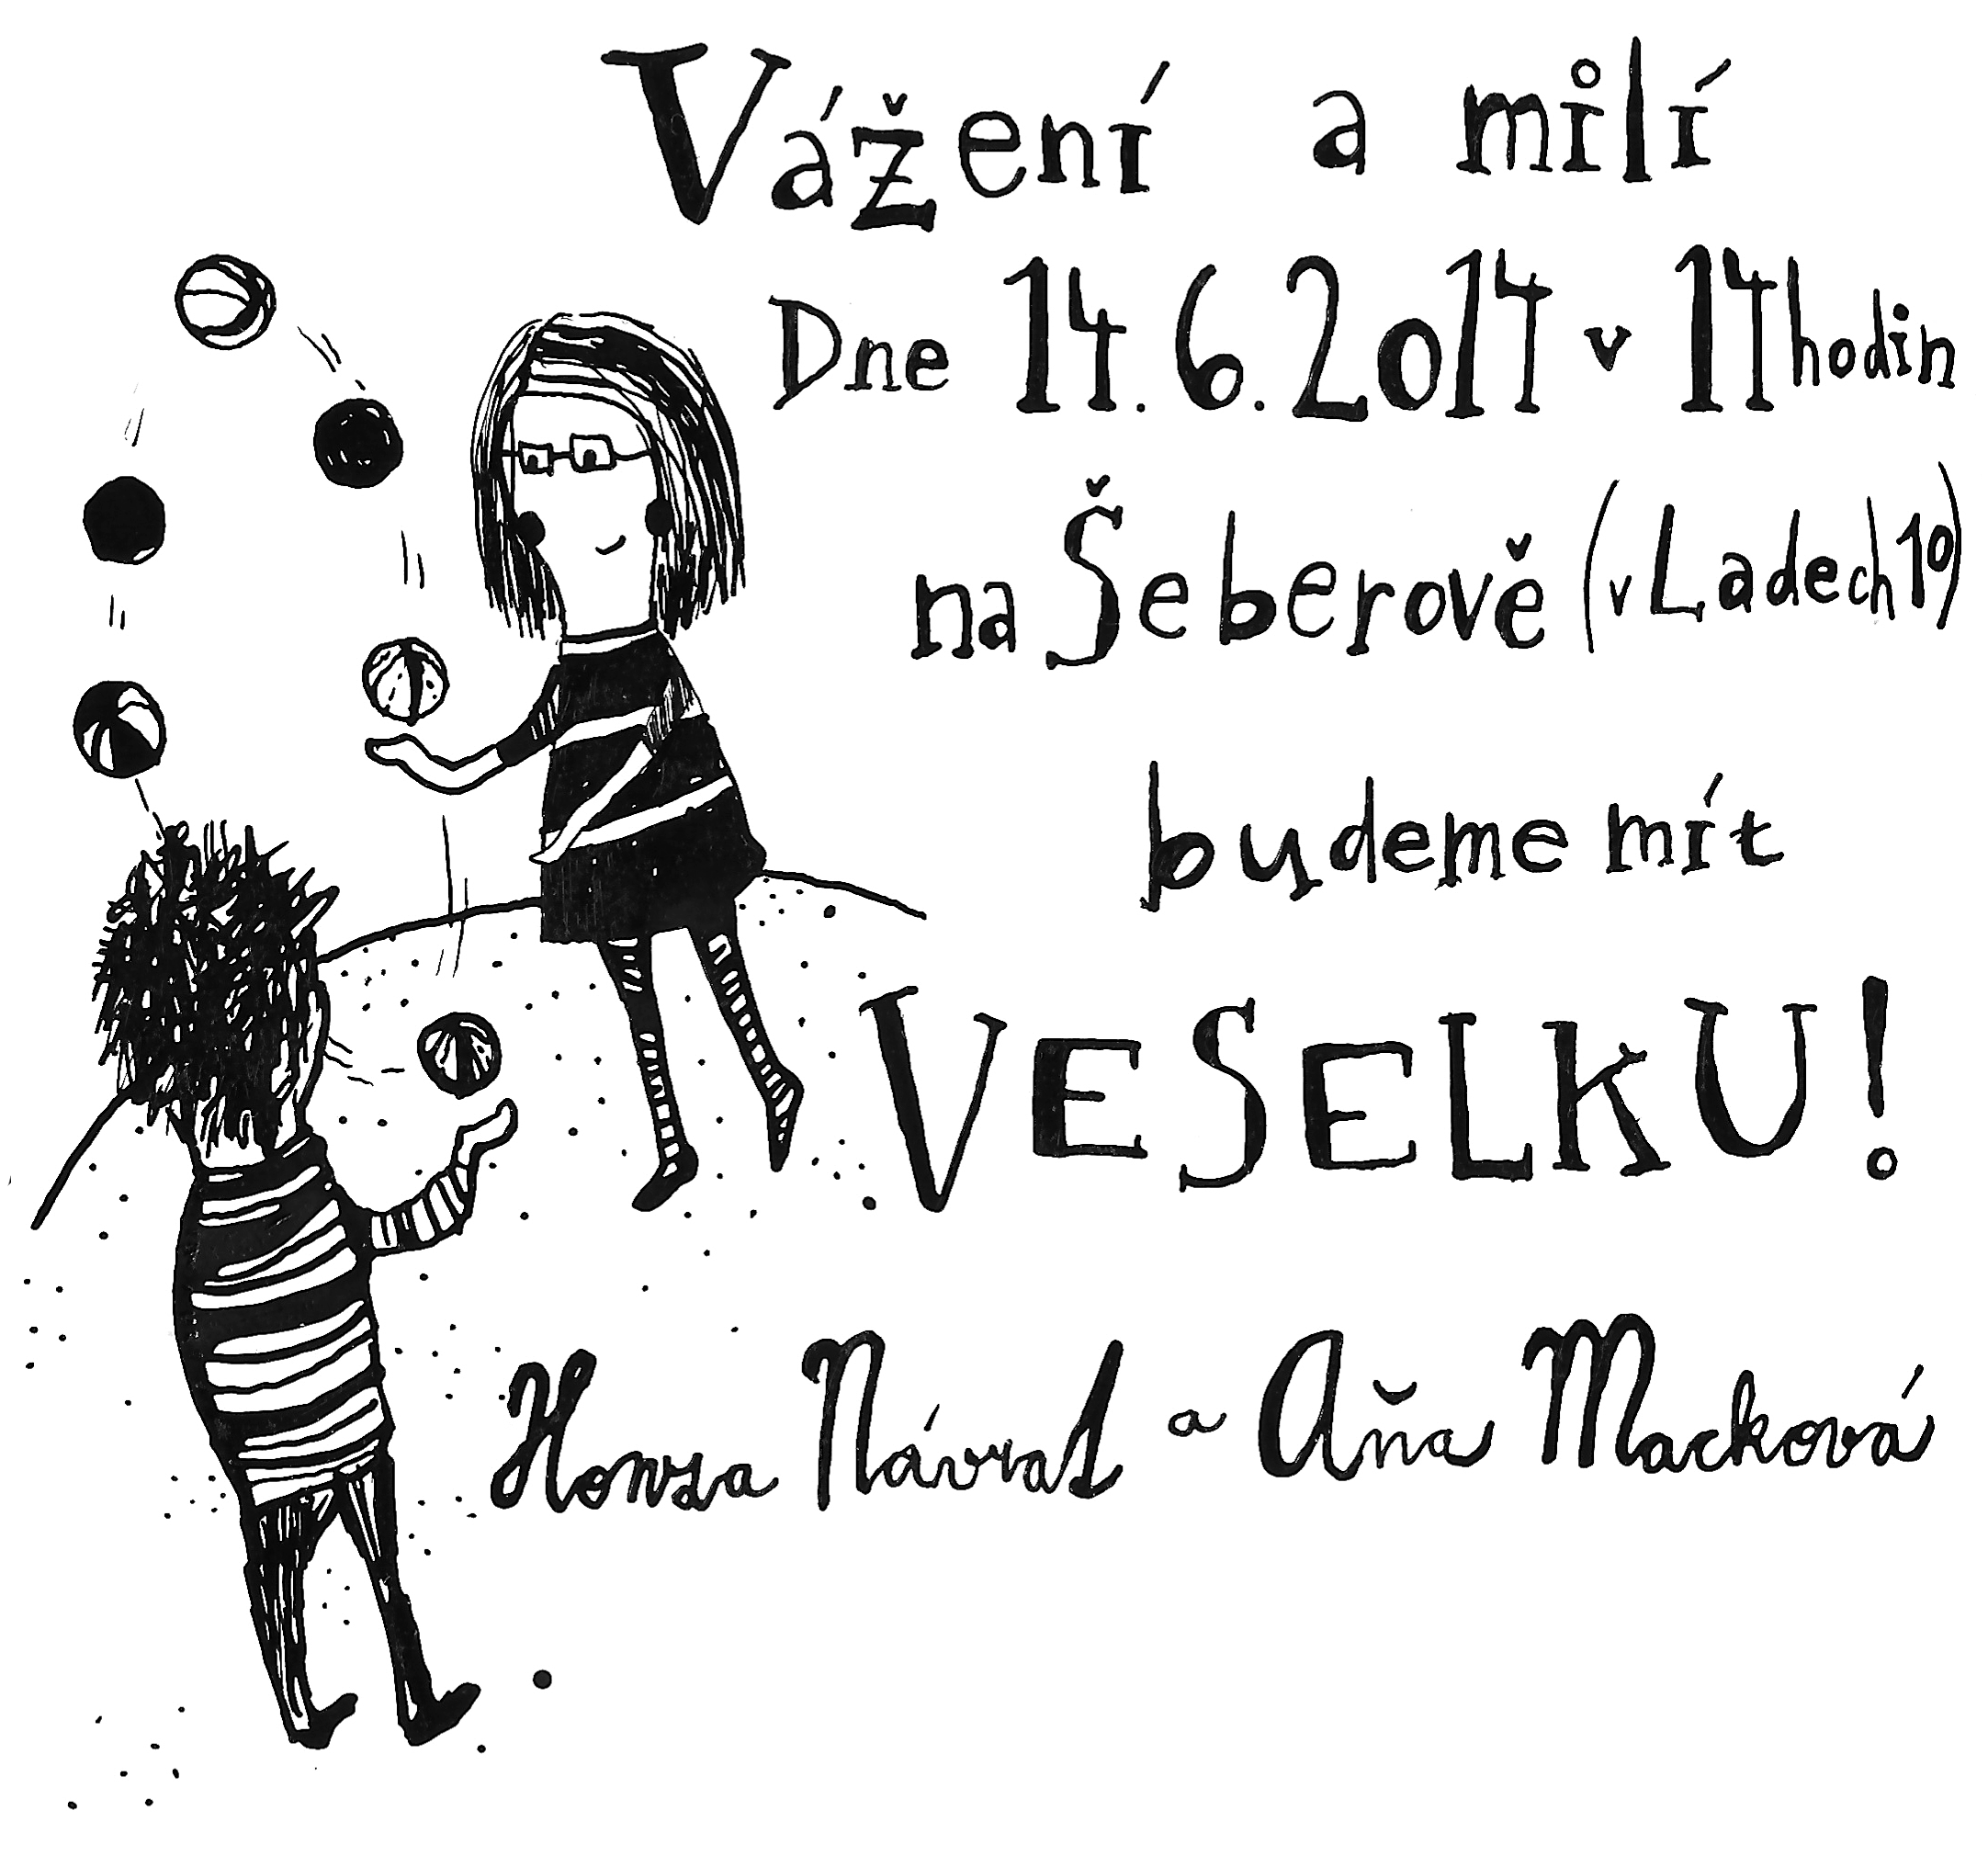 Vážení a milí
Dne 14. 6. 2014 v 14 hodin
na Šeberově (v Ladech 10)
budeme mít
VESELKU!
Honza Návrat a Aňa Macková